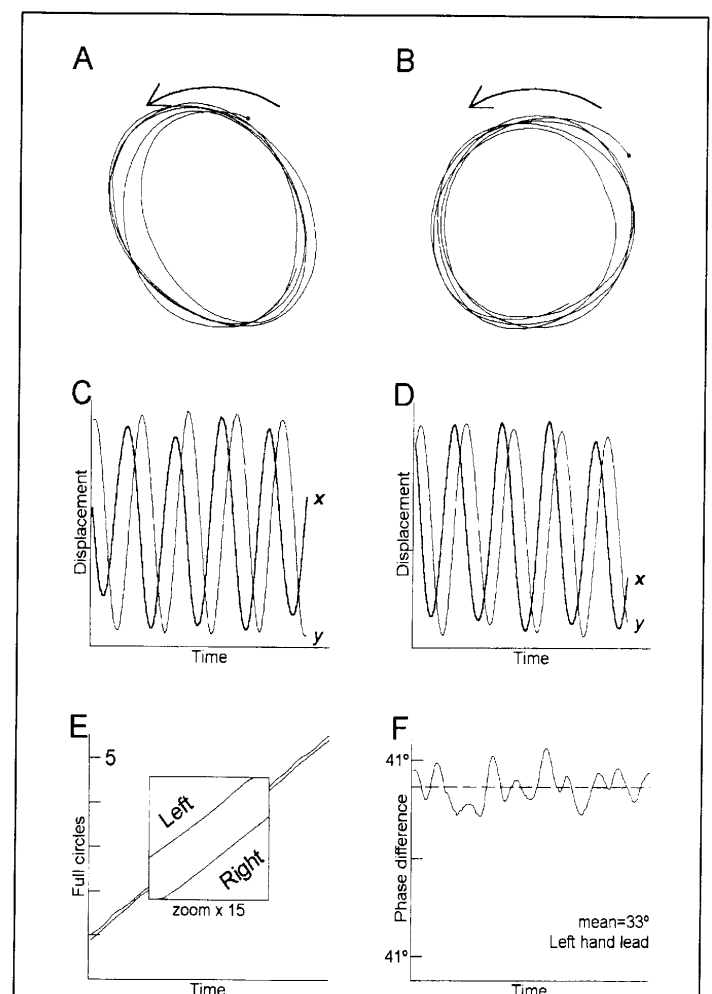 A
B
C
Displacement
x
y
Time
D
Displacement
x
y
Time
E
5
Full circles
Left
Right
zoom x 15
Time
F
41°
Phase difference
mean=33°
Left hand lead
41°
Time